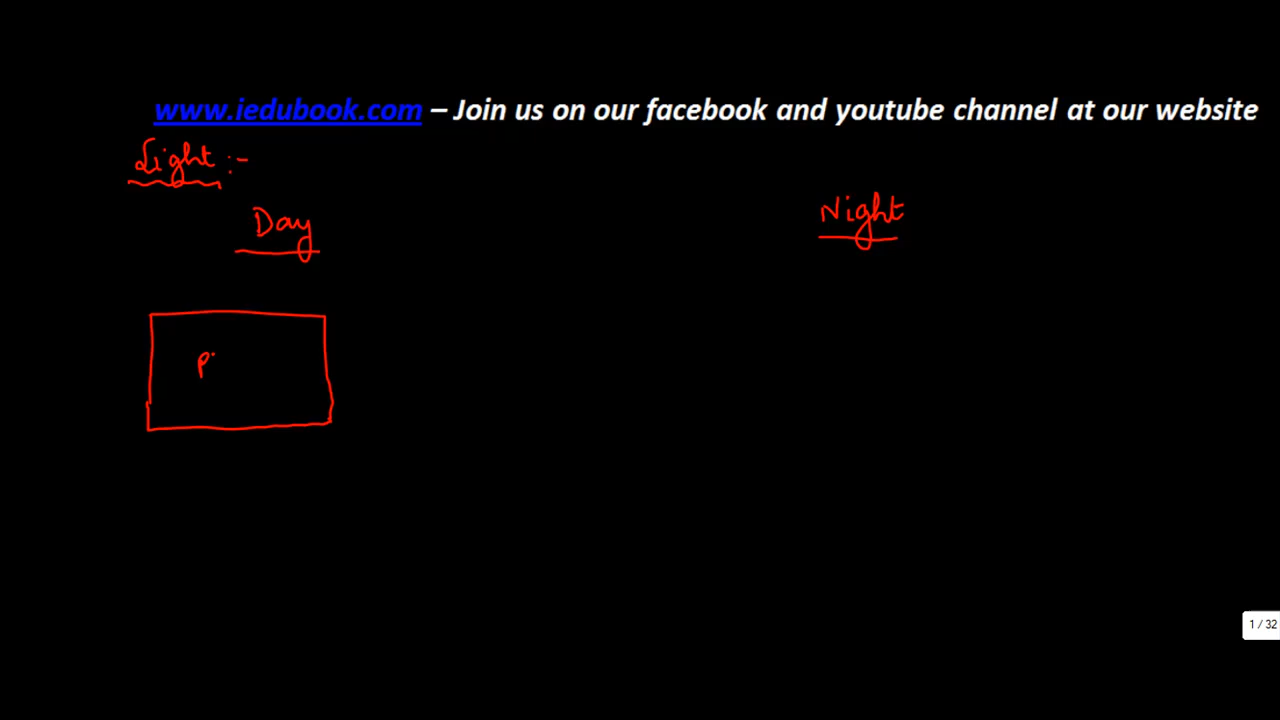 www.iedubook.com – Join us on our facebook and youtube channel at our website
Light :-
Day
Night
P
1 / 32